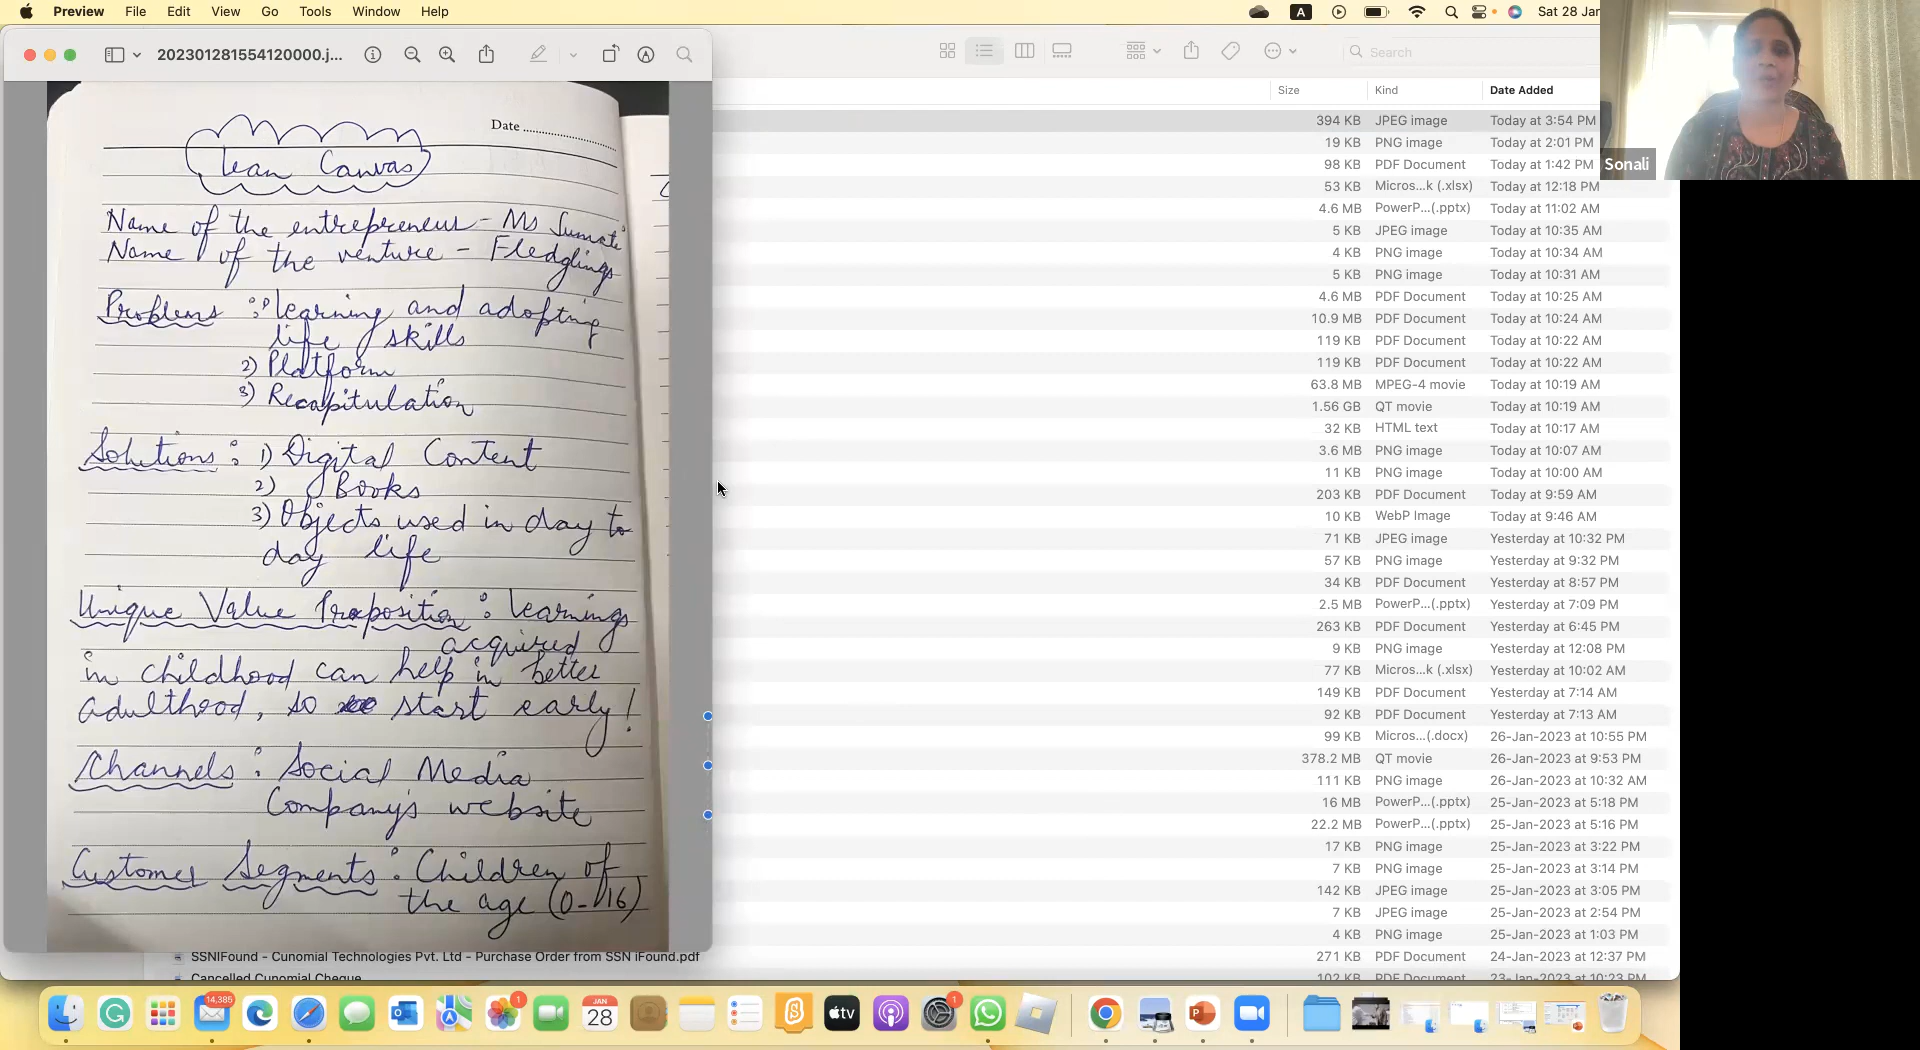 Preview File Edit View Go Tools Window Help
A
Sat 28 Jan
202301281554120000.j...
Search
Date
Lean Canvas
Name of the entrepreneur - Ms Sumati
Name of the venture - Fledglings
Problems : 1) learning and adopting
life skills
2) Platform
3) Recapitulation
Solutions : 1) Digital Content
2) Books
3) Objects used in day to
day life
Unique Value Proposition : learnings
acquired
in childhood can help in better
adulthood, so start early!
Channels : Social Media
Company's website
Customer Segments : Children of
the age (0-16)
Size Kind Date Added
394 KB JPEG image Today at 3:54 PM
19 KB PNG image Today at 2:01 PM
98 KB PDF Document Today at 1:42 PM
53 KB Micros...k (.xlsx) Today at 12:18 PM
4.6 MB PowerP...(.pptx) Today at 11:02 AM
5 KB JPEG image Today at 10:35 AM
4 KB PNG image Today at 10:34 AM
5 KB PNG image Today at 10:31 AM
4.6 MB PDF Document Today at 10:25 AM
10.9 MB PDF Document Today at 10:24 AM
119 KB PDF Document Today at 10:22 AM
119 KB PDF Document Today at 10:22 AM
63.8 MB MPEG-4 movie Today at 10:19 AM
1.56 GB QT movie Today at 10:19 AM
32 KB HTML text Today at 10:17 AM
3.6 MB PNG image Today at 10:07 AM
11 KB PNG image Today at 10:00 AM
203 KB PDF Document Today at 9:59 AM
10 KB WebP Image Today at 9:46 AM
71 KB JPEG image Yesterday at 10:32 PM
57 KB PNG image Yesterday at 9:32 PM
34 KB PDF Document Yesterday at 8:57 PM
2.5 MB PowerP...(.pptx) Yesterday at 7:09 PM
263 KB PDF Document Yesterday at 6:45 PM
9 KB PNG image Yesterday at 12:08 PM
77 KB Micros...k (.xlsx) Yesterday at 10:02 AM
149 KB PDF Document Yesterday at 7:14 AM
92 KB PDF Document Yesterday at 7:13 AM
99 KB Micros...(.docx) 26-Jan-2023 at 10:55 PM
378.2 MB QT movie 26-Jan-2023 at 9:53 PM
111 KB PNG image 26-Jan-2023 at 10:32 AM
16 MB PowerP...(.pptx) 25-Jan-2023 at 5:18 PM
22.2 MB PowerP...(.pptx) 25-Jan-2023 at 5:16 PM
17 KB PNG image 25-Jan-2023 at 3:22 PM
7 KB PNG image 25-Jan-2023 at 3:14 PM
142 KB JPEG image 25-Jan-2023 at 3:05 PM
7 KB JPEG image 25-Jan-2023 at 2:54 PM
4 KB PNG image 25-Jan-2023 at 1:03 PM
271 KB PDF Document 24-Jan-2023 at 12:37 PM
102 KB PDF Document 23-Jan-2023 at 10:23 PM
SSNIFound - Cunomial Technologies Pvt. Ltd - Purchase Order from SSN iFound.pdf
Cancelled Cunomial Cheque
Sonali
14,385
1
JAN
28
tv
1